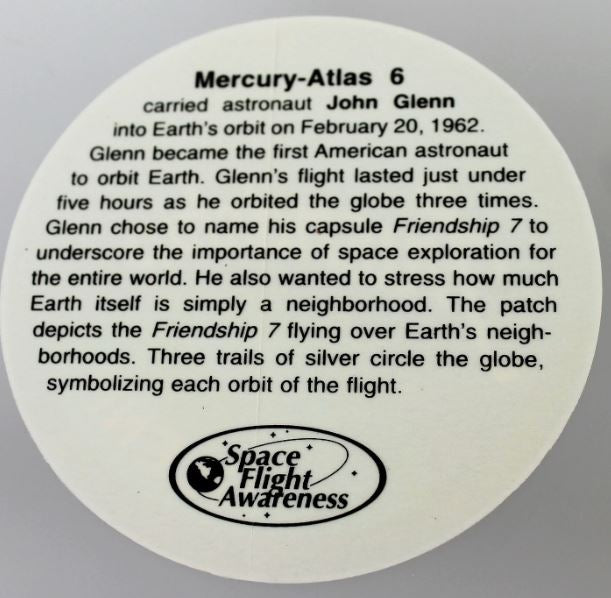 Mercury-Atlas 6
carried astronaut John Glenn
into Earth's orbit on February 20, 1962.
Glenn became the first American astronaut
to orbit Earth. Glenn's flight lasted just under
five hours as he orbited the globe three times.
Glenn chose to name his capsule Friendship 7 to
underscore the importance of space exploration for
the entire world. He also wanted to stress how much
Earth itself is simply a neighborhood. The patch
depicts the Friendship 7 flying over Earth's neigh-
borhoods. Three trails of silver circle the globe,
symbolizing each orbit of the flight.
Space
Flight
Awareness